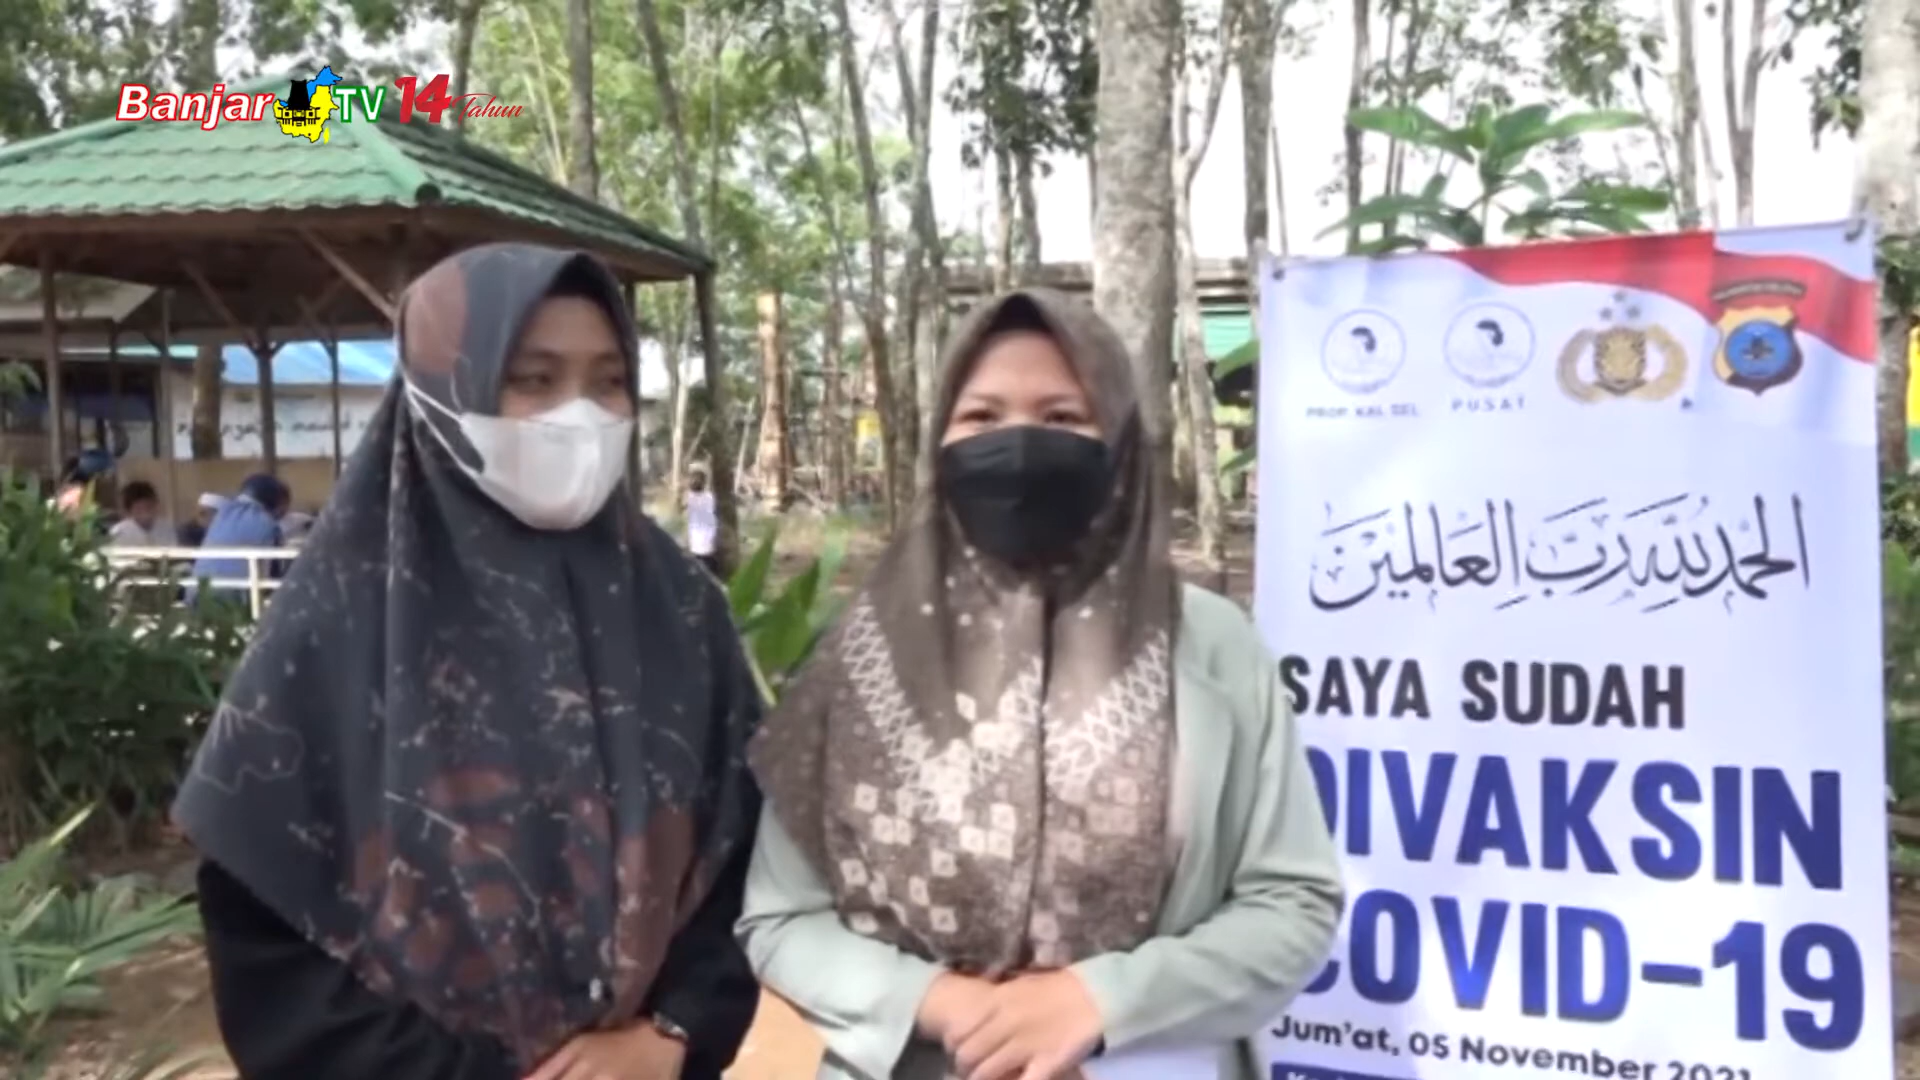 Banjar TV 14 Tahun
PROP. KAL SEL PUSAT
الحمد لله رب العالمين
SAYA SUDAH
DIVAKSIN
COVID-19
Jum'at, 05 November 2021